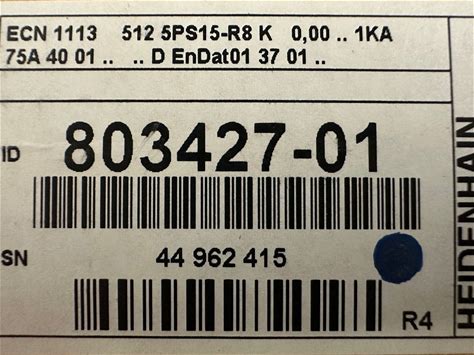 ECN 1113 512 5PS15-R8 K 0,00 .. 1KA
75A 40 01 .. .. D EnDat01 37 01 ..
ID 803427-01
SN 44 962 415
R4
HEIDENHAIN